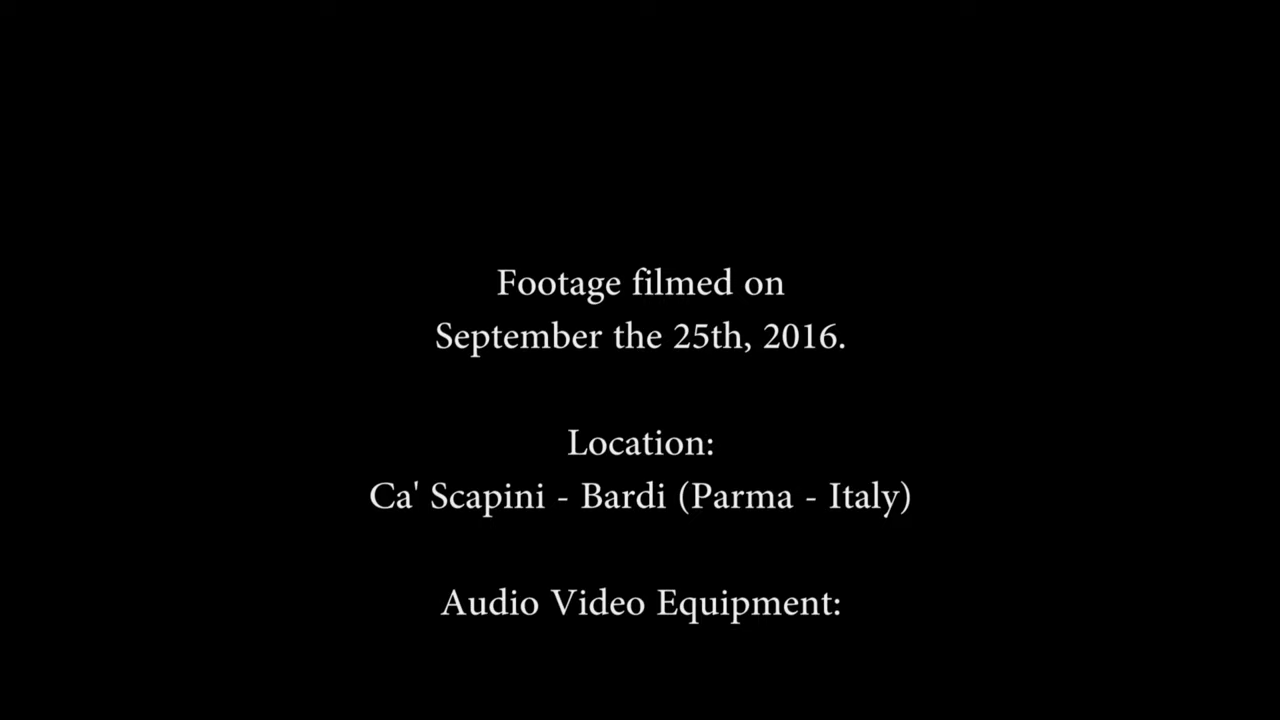 Footage filmed on
September the 25th, 2016.
Location:
Ca' Scapini - Bardi (Parma - Italy)
Audio Video Equipment: